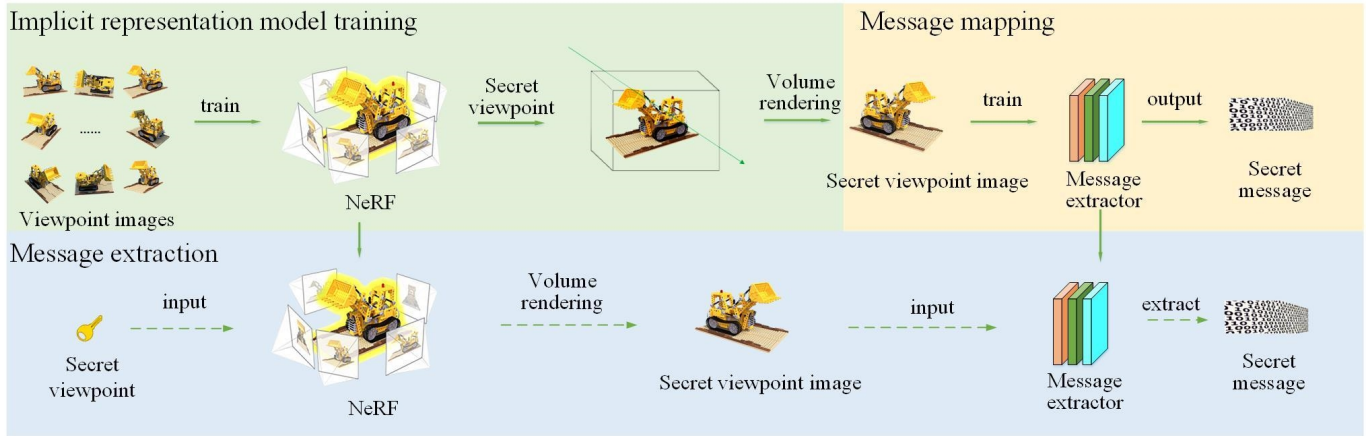 Implicit representation model training
Message mapping
train
Secret
viewpoint
Volume
rendering
train
output
......
Viewpoint images
NeRF
Secret viewpoint image
Message
extractor
Secret
message
Message extraction
input
Volume
rendering
input
extract
Secret
viewpoint
NeRF
Secret viewpoint image
Message
extractor
Secret
message